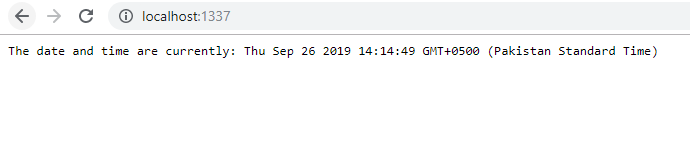 localhost:1337
The date and time are currently: Thu Sep 26 2019 14:14:49 GMT+0500 (Pakistan Standard Time)